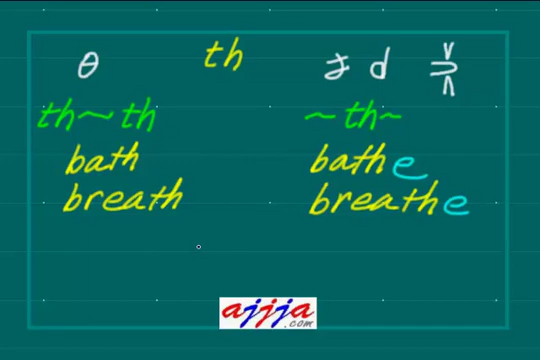 θ th d
th~th ~th~
bath bathe
breath breathe
ajjja.com